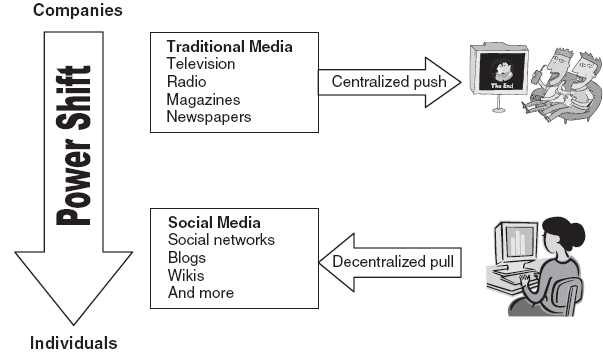 Companies
Power Shift
Traditional Media
Television
Radio
Magazines
Newspapers
Centralized push
The End
Social Media
Social networks
Blogs
Wikis
And more
Decentralized pull
Individuals